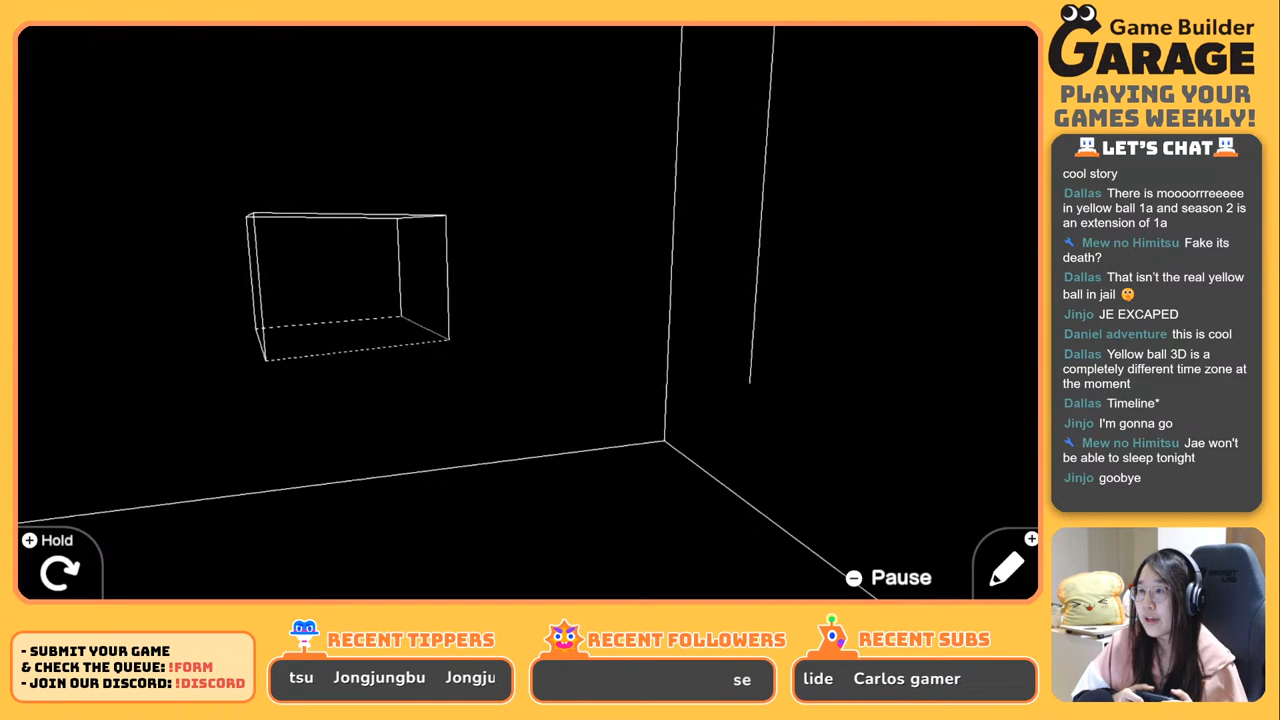 Game Builder
GARAGE
PLAYING YOUR
GAMES WEEKLY!
LET'S CHAT
cool story
Dallas There is moooorrreeeee
in yellow ball 1a and season 2 is
an extension of 1a
Mew no Himitsu Fake its
death?
Dallas That isn't the real yellow
ball in jail
Jinjo JE EXCAPED
Daniel adventure this is cool
Dallas Yellow ball 3D is a
completely different time zone at
the moment
Dallas Timeline*
Jinjo I'm gonna go
Mew no Himitsu Jae won't
be able to sleep tonight
Jinjo goobye
Hold
Pause
- SUBMIT YOUR GAME
& CHECK THE QUEUE: !FORM
- JOIN OUR DISCORD: !DISCORD
RECENT TIPPERS
tsu Jongjungbu Jongju
RECENT FOLLOWERS
se
RECENT SUBS
lide Carlos gamer